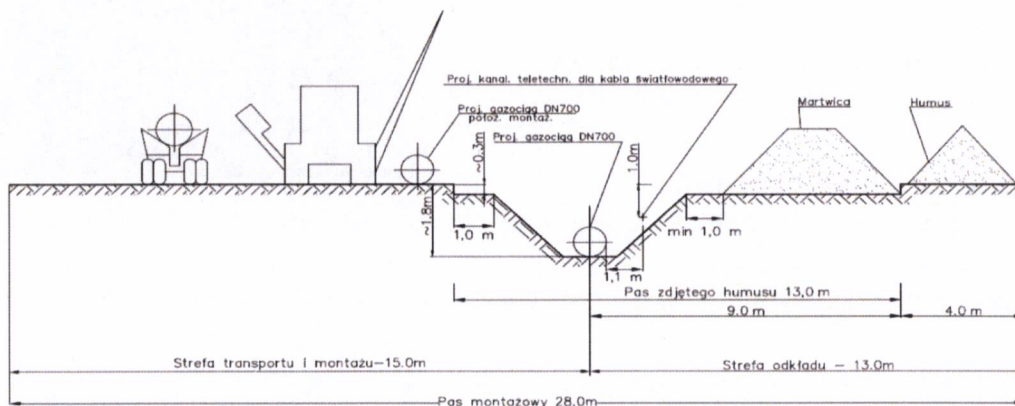 Proj. kanal. teletechn. dla kabla światłowodowego
Proj. gazociąg DN700
położ. montaż.
Proj. gazociąg DN700
Martwica
Humus
~0.3m
1.0m
~1.8m
1,0 m
min 1,0 m
1,1 m
Pas zdjętego humusu 13,0 m
9.0 m
4.0 m
Strefa transportu i montażu–15.0m
Strefa odkładu – 13.0m
Pas montażowy 28.0m